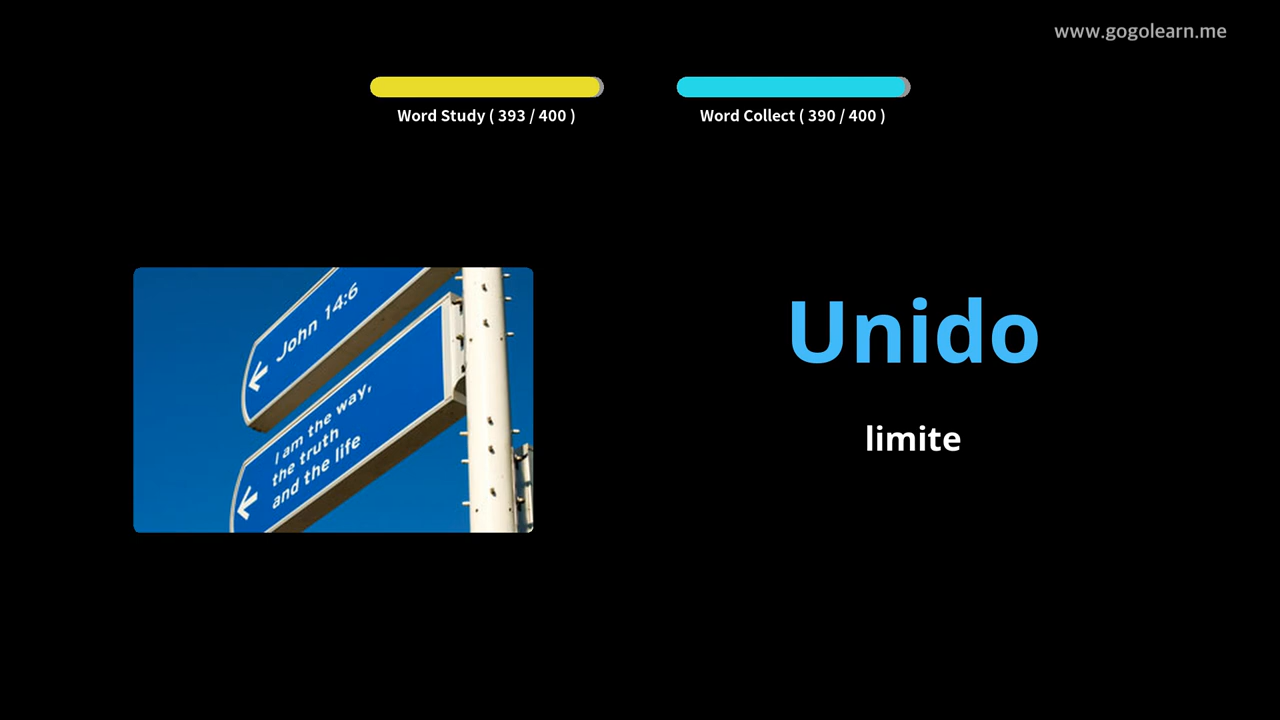 www.gogolearn.me
Word Study ( 393 / 400 )
Word Collect ( 390 / 400 )
John 14:6
I am the way,
the truth
and the life
Unido
limite